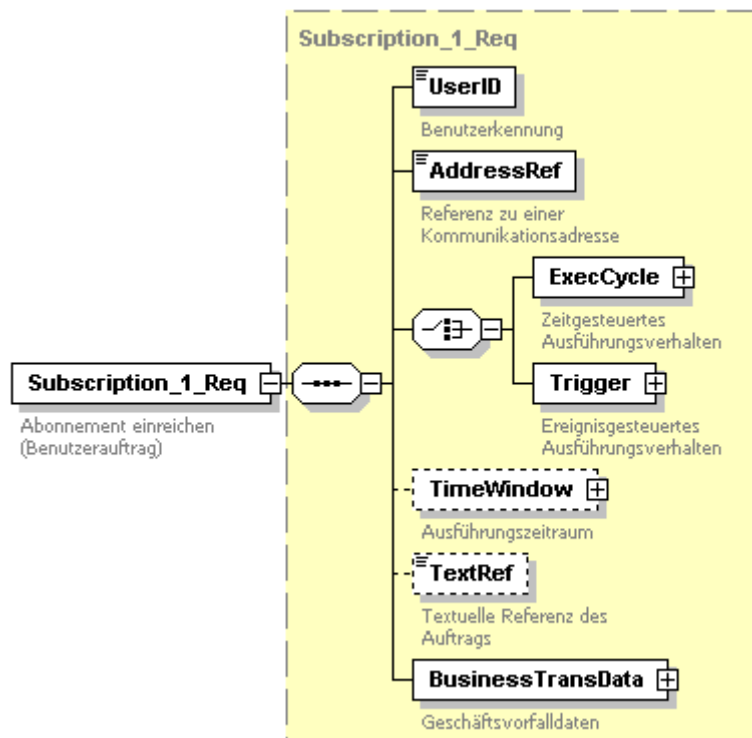 Subscription_1_Req
UserID
Benutzerkennung
AddressRef
Referenz zu einer
Kommunikationsadresse
ExecCycle
Zeitgesteuertes
Ausführungsverhalten
Subscription_1_Req
Abonnement einreichen
(Benutzerauftrag)
Trigger
Ereignisgesteuertes
Ausführungsverhalten
TimeWindow
Ausführungszeitraum
TextRef
Textuelle Referenz des
Auftrags
BusinessTransData
Geschäftsvorfalldaten